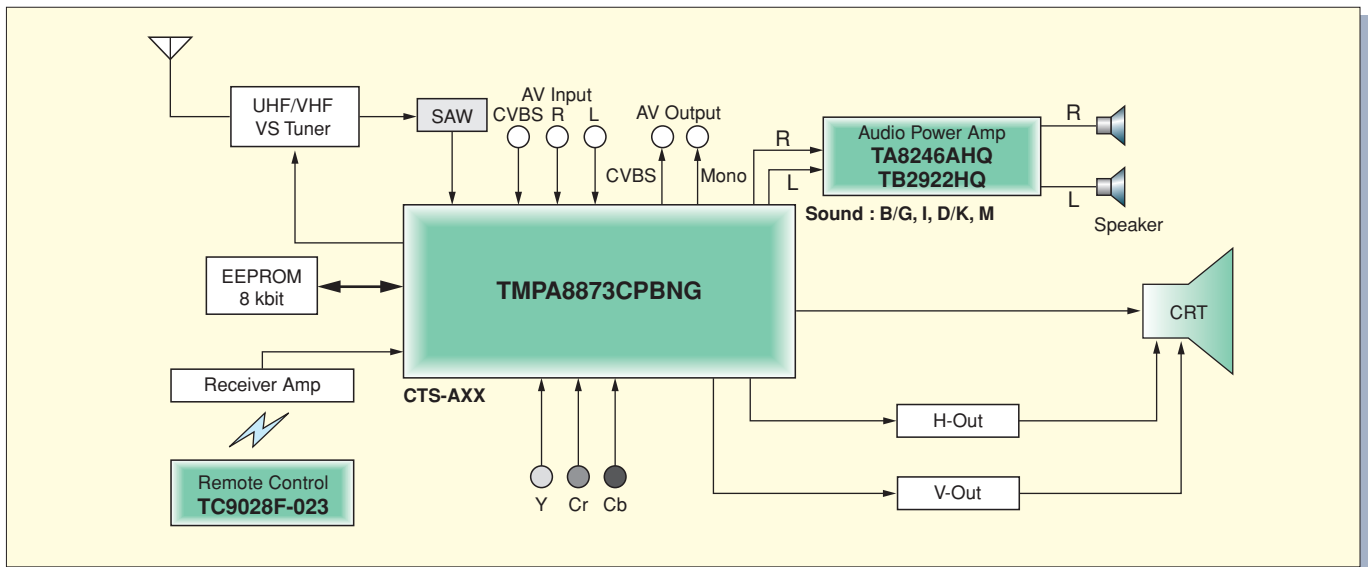 UHF/VHF
VS Tuner
SAW
AV Input
CVBS R L
AV Output
CVBS
Mono
R
L
Audio Power Amp
TA8246AHQ
TB2922HQ
R
L
Speaker
Sound : B/G, I, D/K, M
EEPROM
8 kbit
TMPA8873CPBNG
CRT
Receiver Amp
CTS-AXX
H-Out
Remote Control
TC9028F-023
V-Out
Y Cr Cb